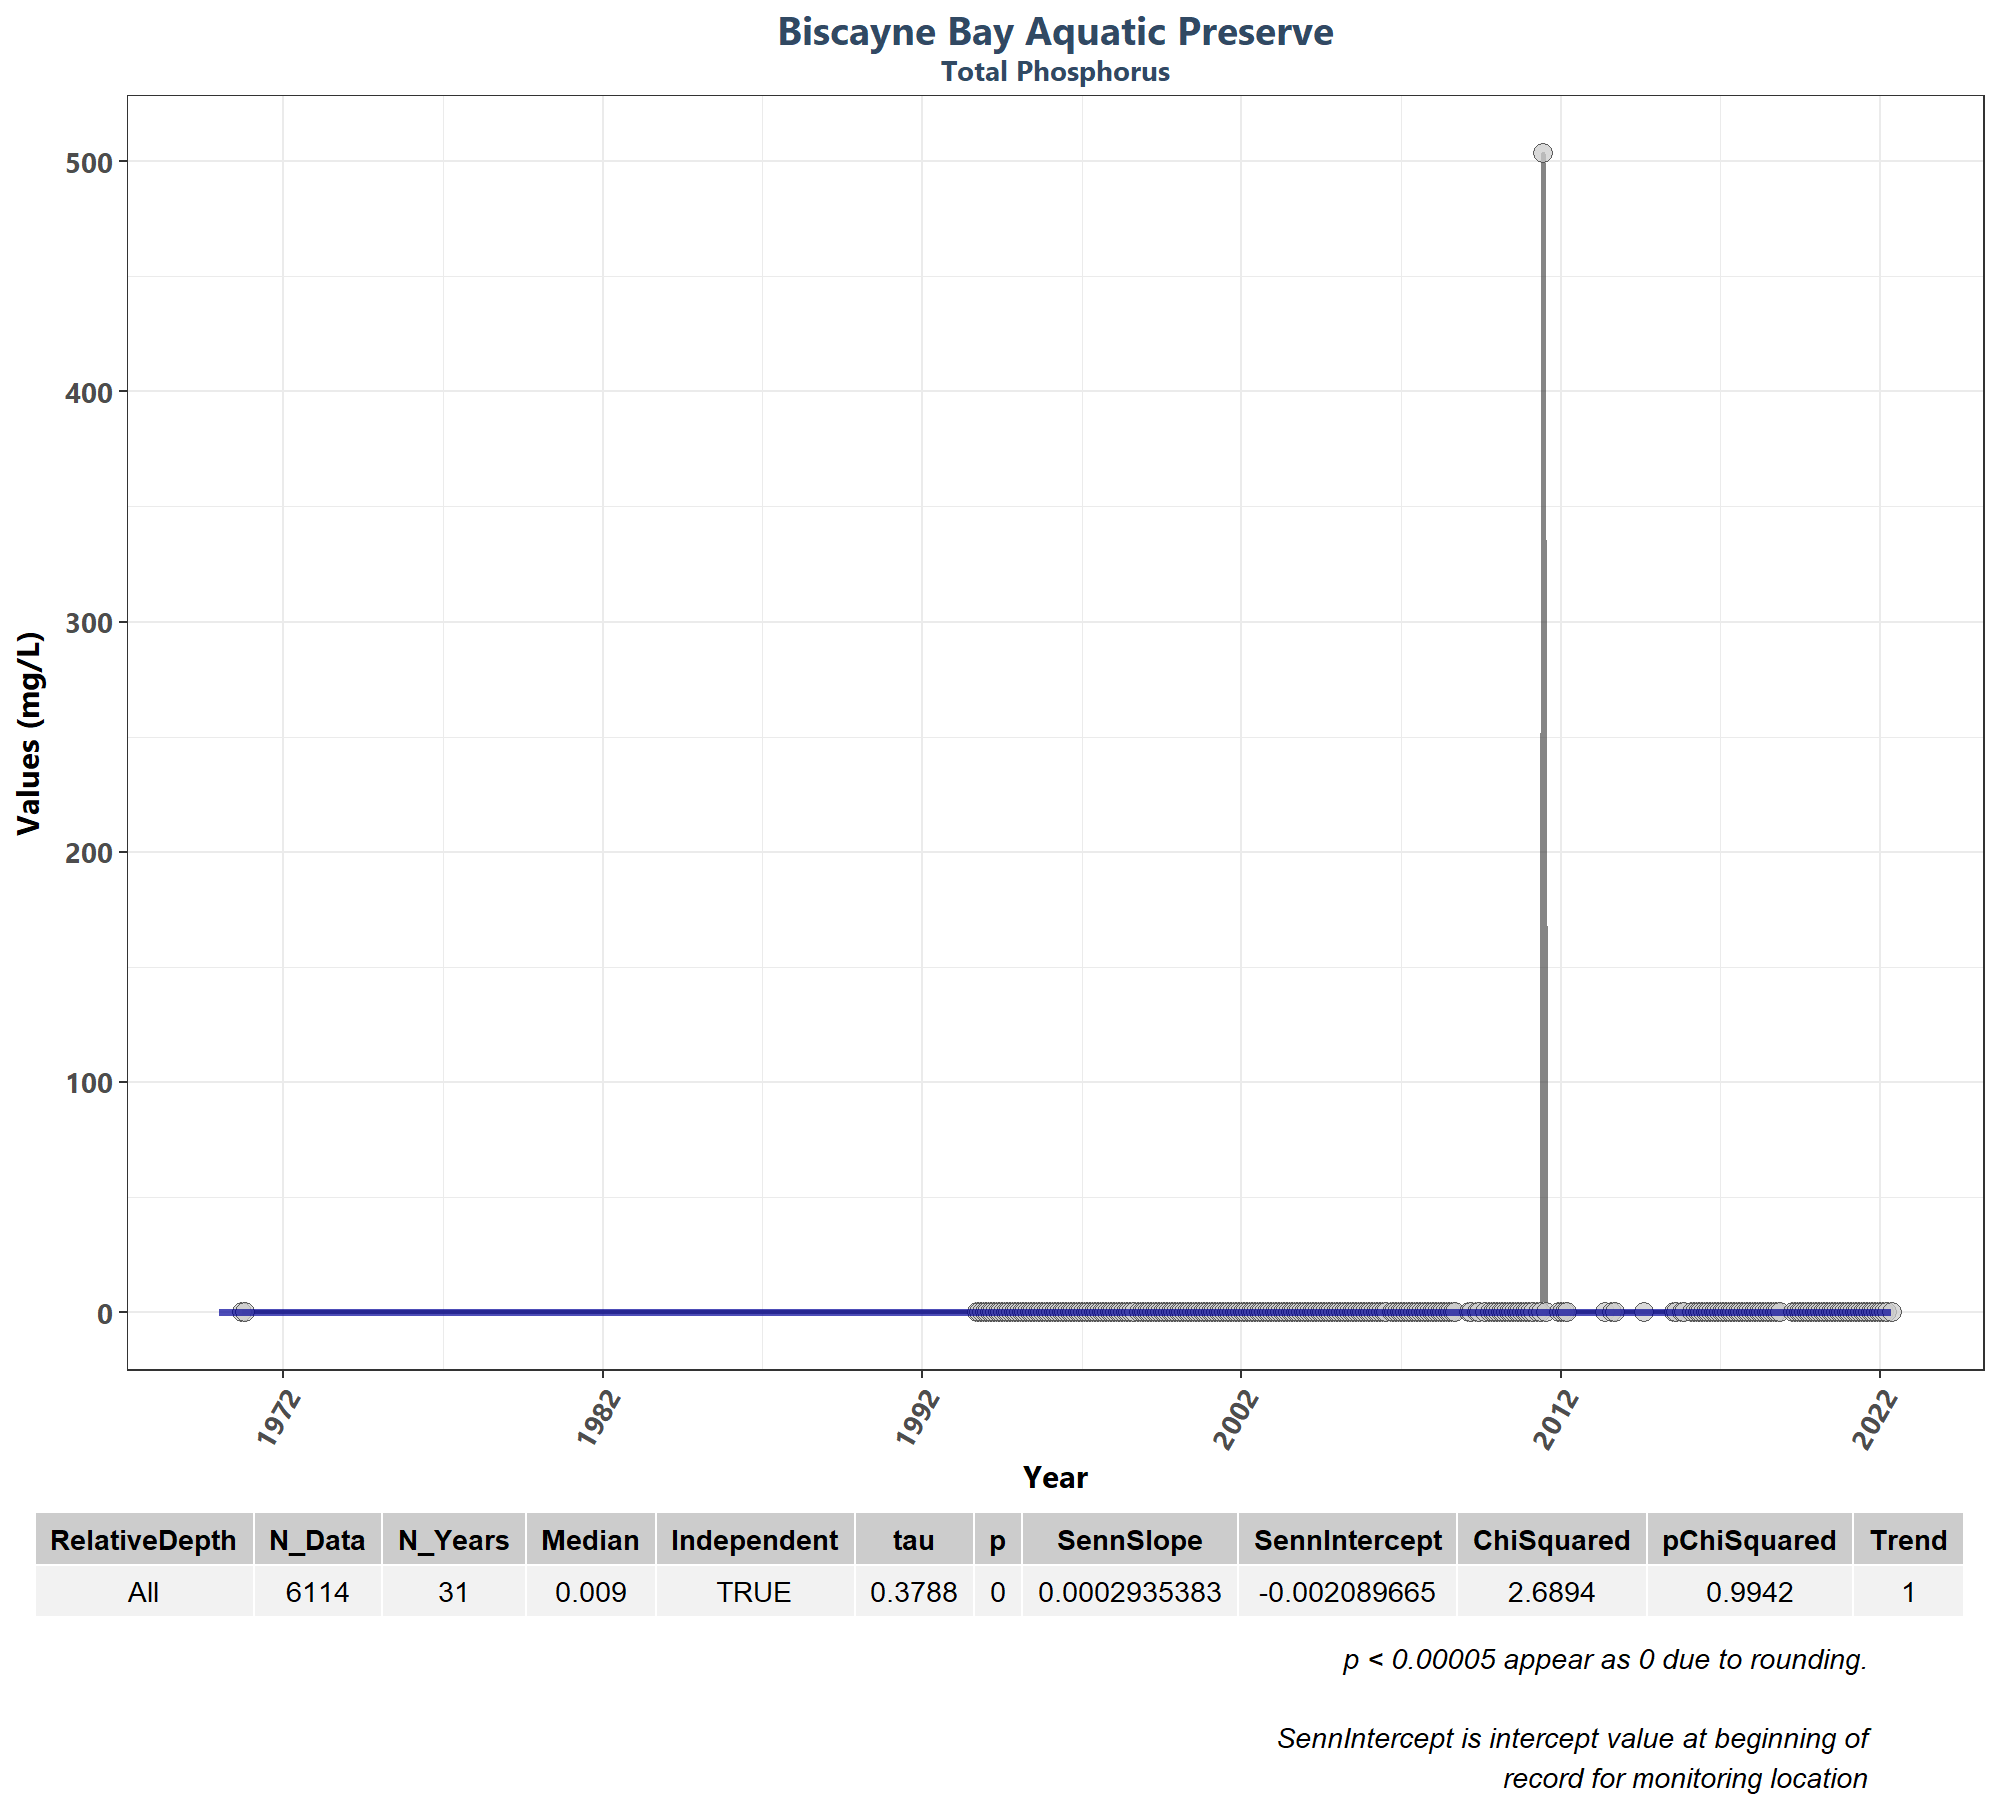 Biscayne Bay Aquatic Preserve
Total Phosphorus
500
400
300
200
100
0
Values (mg/L)
1972
1982
1992
2002
2012
2022
Year
RelativeDepth N_Data N_Years Median Independent tau p SennSlope SennIntercept ChiSquared pChiSquared Trend
All 6114 31 0.009 TRUE 0.3788 0 0.0002935383 -0.002089665 2.6894 0.9942 1
p < 0.00005 appear as 0 due to rounding.
SennIntercept is intercept value at beginning of
record for monitoring location